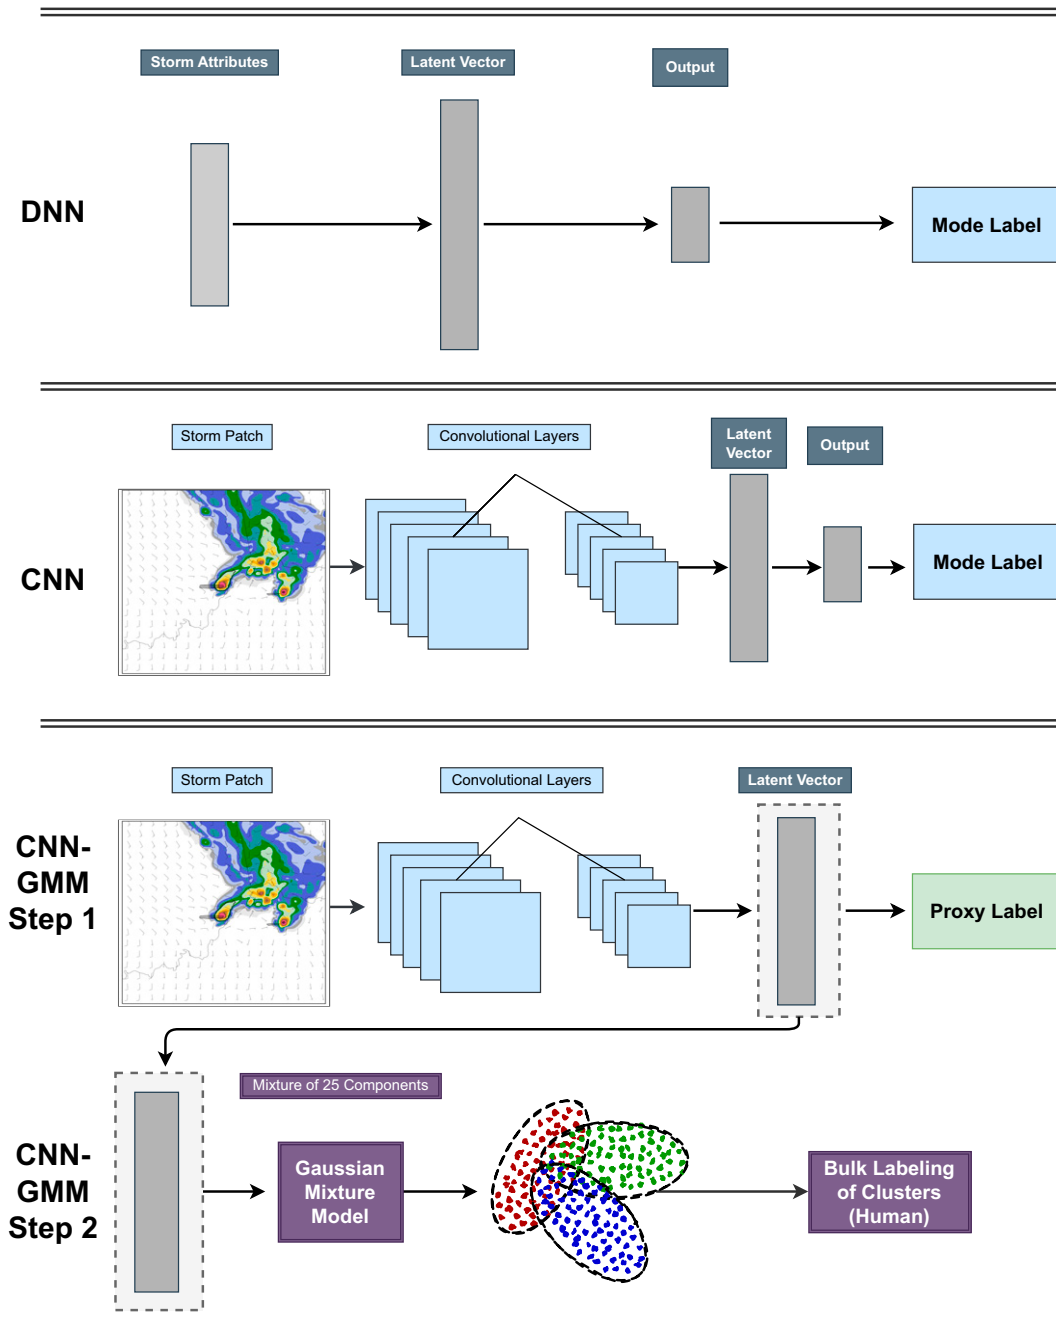 Storm Attributes
Latent Vector
Output
DNN
Mode Label
Storm Patch
Convolutional Layers
Latent
Vector
Output
CNN
Mode Label
Storm Patch
Convolutional Layers
Latent Vector
CNN-
GMM
Step 1
Proxy Label
Mixture of 25 Components
CNN-
GMM
Step 2
Gaussian
Mixture
Model
Bulk Labeling
of Clusters
(Human)